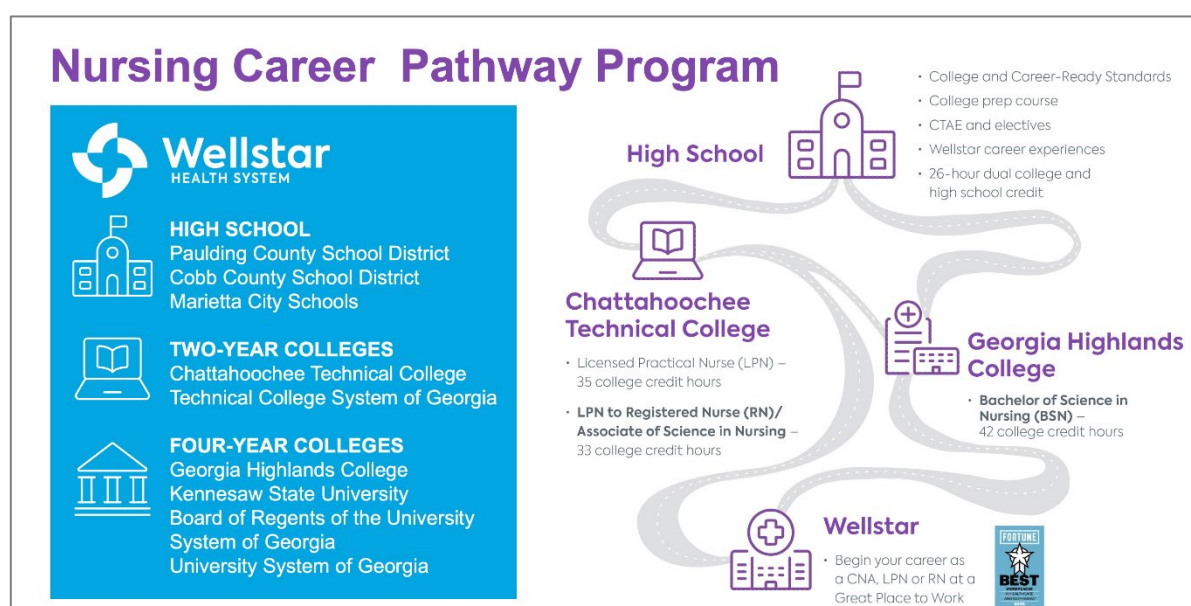 Nursing Career Pathway Program
Wellstar
HEALTH SYSTEM
HIGH SCHOOL
Paulding County School District
Cobb County School District
Marietta City Schools
TWO-YEAR COLLEGES
Chattahoochee Technical College
Technical College System of Georgia
FOUR-YEAR COLLEGES
Georgia Highlands College
Kennesaw State University
Board of Regents of the University
System of Georgia
University System of Georgia
High School
• College and Career-Ready Standards
• College prep course
• CTAE and electives
• Wellstar career experiences
• 26-hour dual college and
high school credit
Chattahoochee
Technical College
• Licensed Practical Nurse (LPN) –
35 college credit hours
• LPN to Registered Nurse (RN)/
Associate of Science in Nursing –
33 college credit hours
Georgia Highlands
College
• Bachelor of Science in
Nursing (BSN) –
42 college credit hours
Wellstar
• Begin your career as
a CNA, LPN or RN at a
Great Place to Work
FORTUNE
BEST